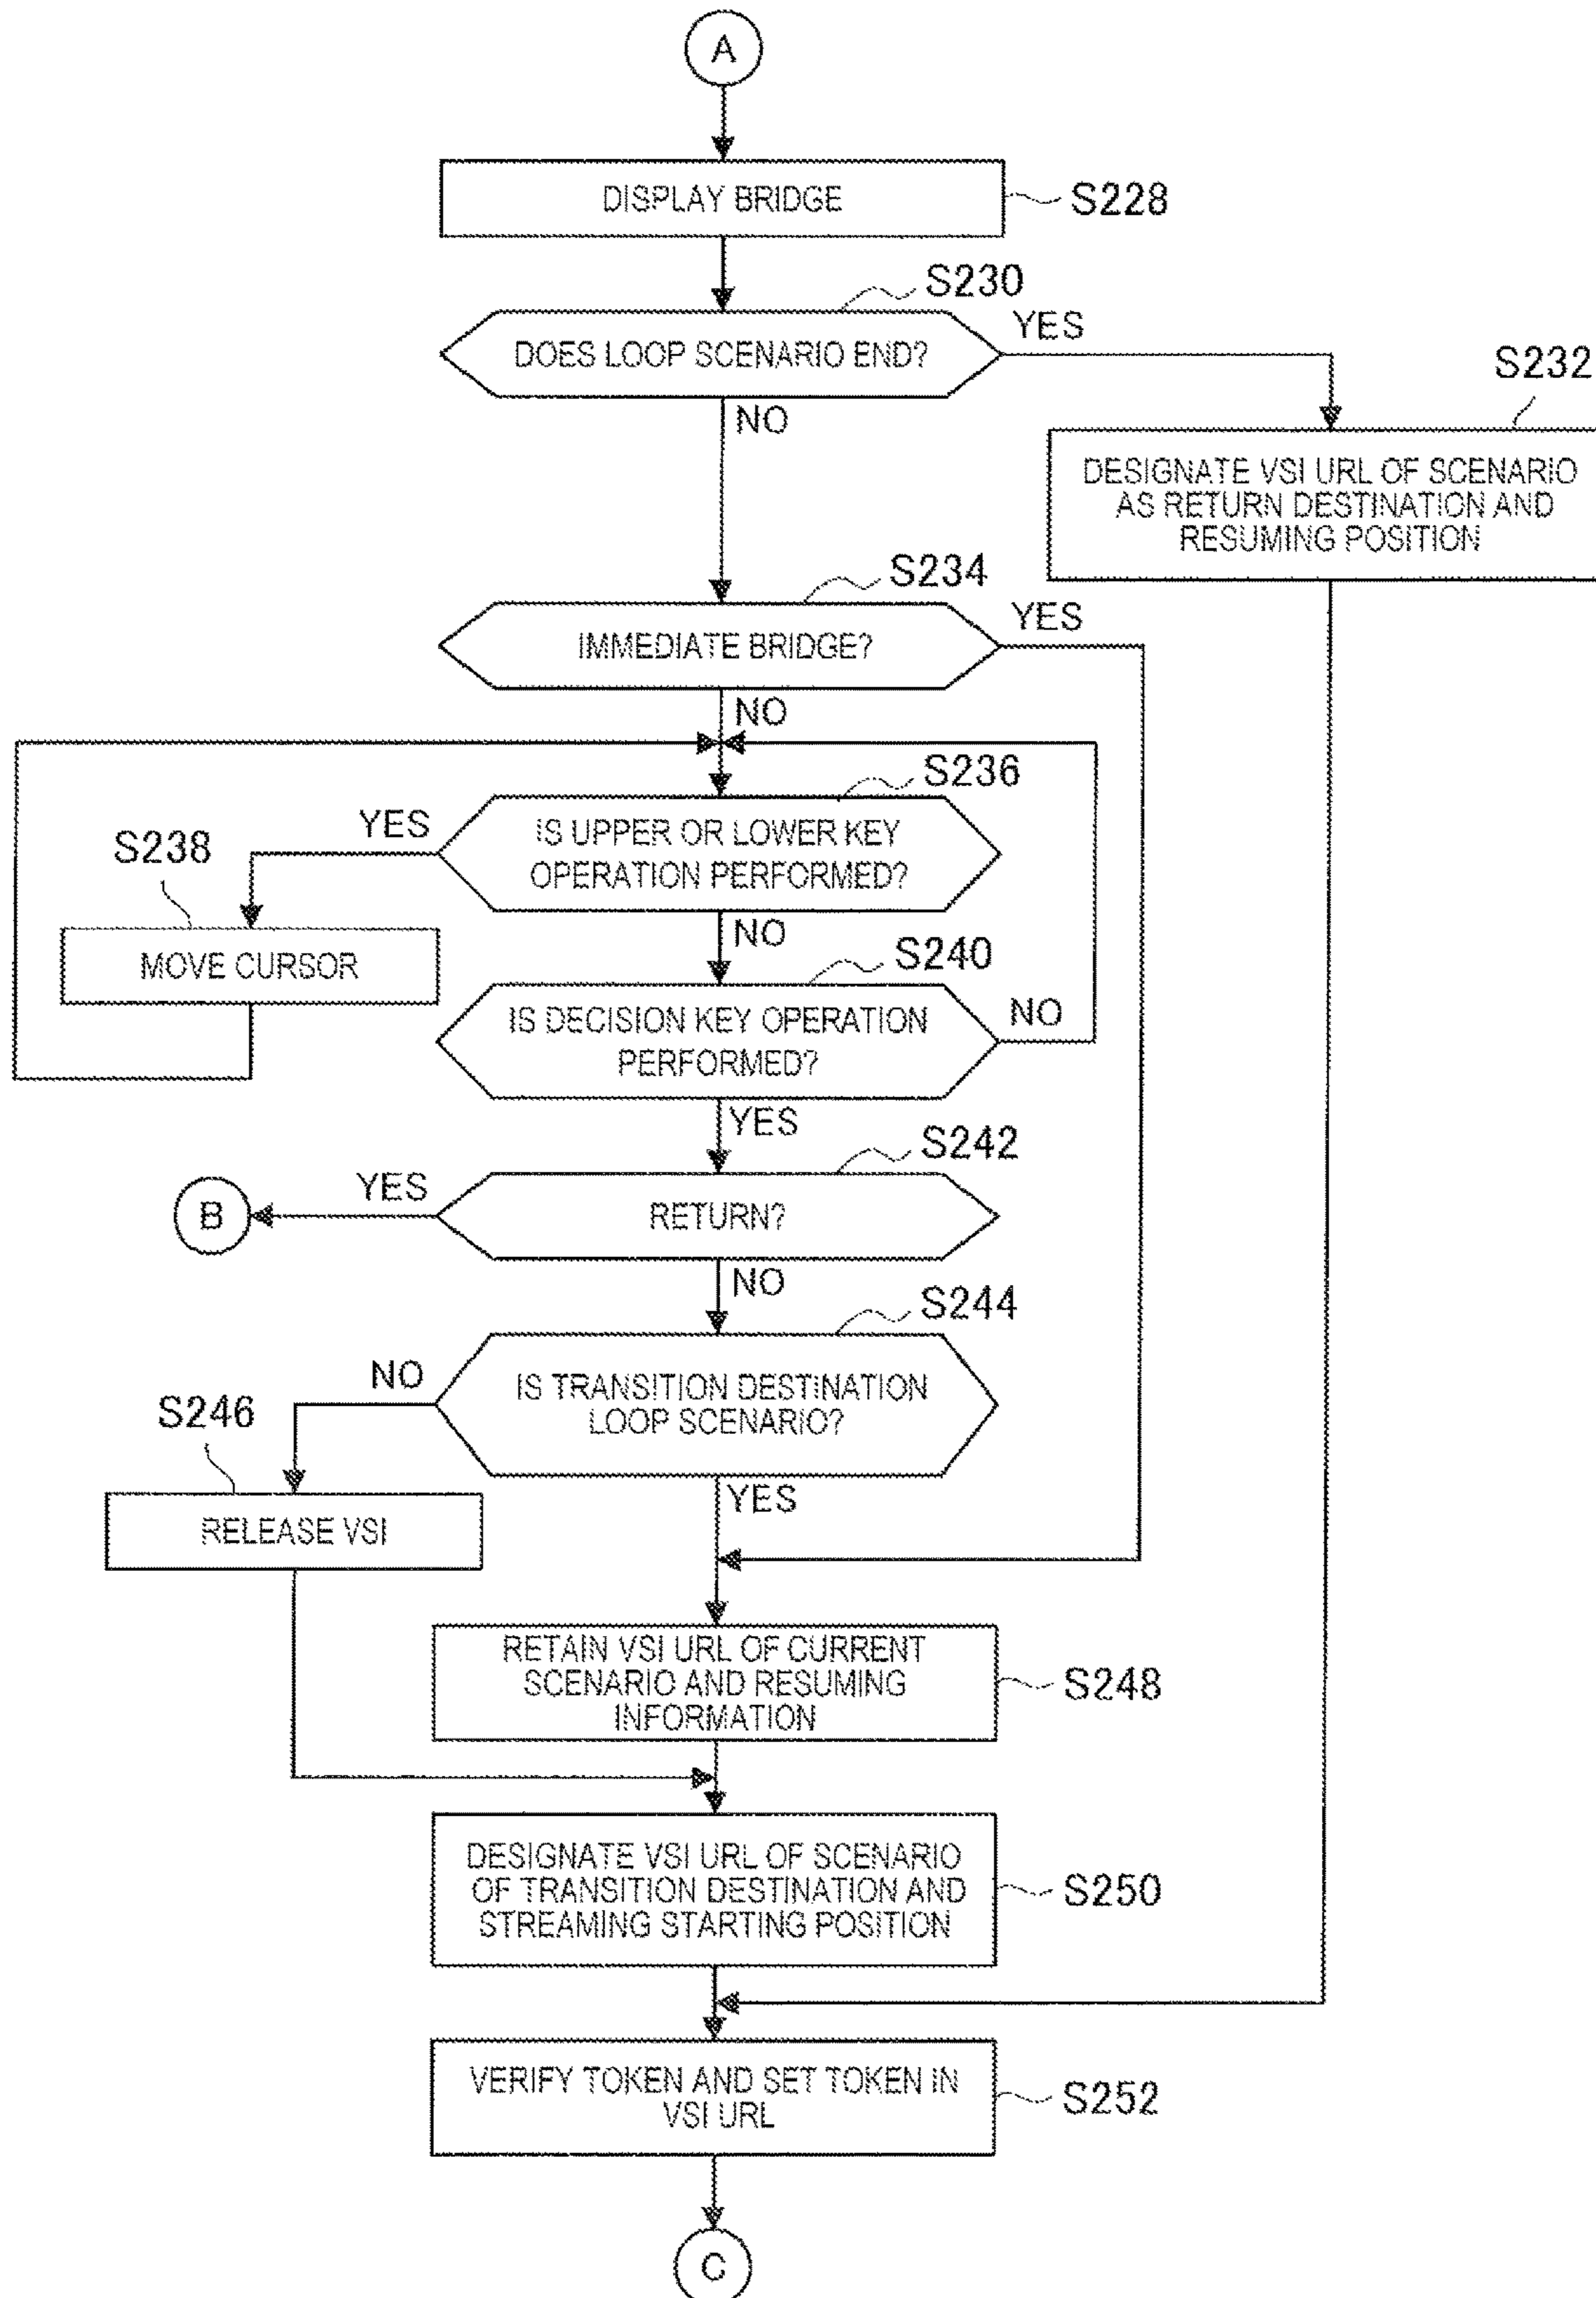 A
DISPLAY BRIDGE
S228
S230
DOES LOOP SCENARIO END?
YES
NO
S232
DESIGNATE VSI URL OF SCENARIO
AS RETURN DESTINATION AND
RESUMING POSITION
S234
IMMEDIATE BRIDGE?
YES
NO
S236
IS UPPER OR LOWER KEY
OPERATION PERFORMED?
YES
S238
MOVE CURSOR
NO
S240
IS DECISION KEY OPERATION
PERFORMED?
NO
YES
S242
RETURN?
YES
B
NO
S244
IS TRANSITION DESTINATION
LOOP SCENARIO?
NO
S246
RELEASE VSI
YES
RETAIN VSI URL OF CURRENT
SCENARIO AND RESUMING
INFORMATION
S248
DESIGNATE VSI URL OF SCENARIO
OF TRANSITION DESTINATION AND
STREAMING STARTING POSITION
S250
VERIFY TOKEN AND SET TOKEN IN
VSI URL
S252
C